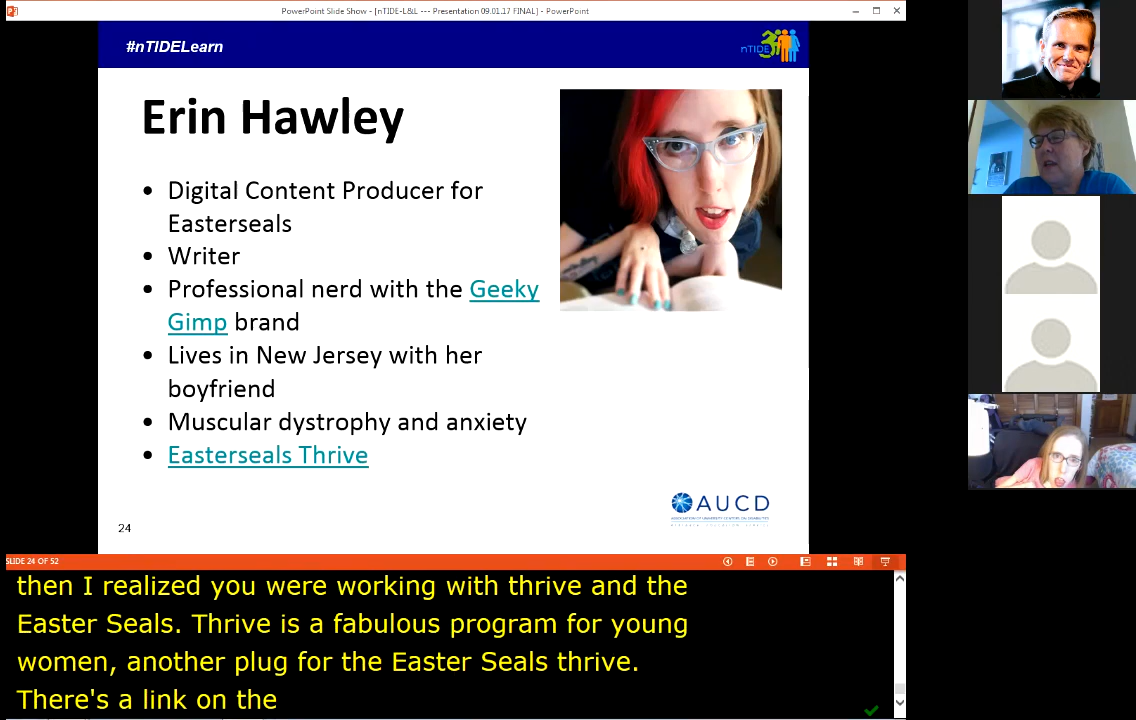 PowerPoint Slide Show - [nTIDE-L&L --- Presentation 09.01.17 FINAL] - PowerPoint
#nTIDELearn
nTIDE
Erin Hawley
• Digital Content Producer for
Easterseals
• Writer
• Professional nerd with the Geeky
Gimp brand
• Lives in New Jersey with her
boyfriend
• Muscular dystrophy and anxiety
• Easterseals Thrive
AUCD
24
SLIDE 24 OF 52
then I realized you were working with thrive and the
Easter Seals. Thrive is a fabulous program for young
women, another plug for the Easter Seals thrive.
There's a link on the